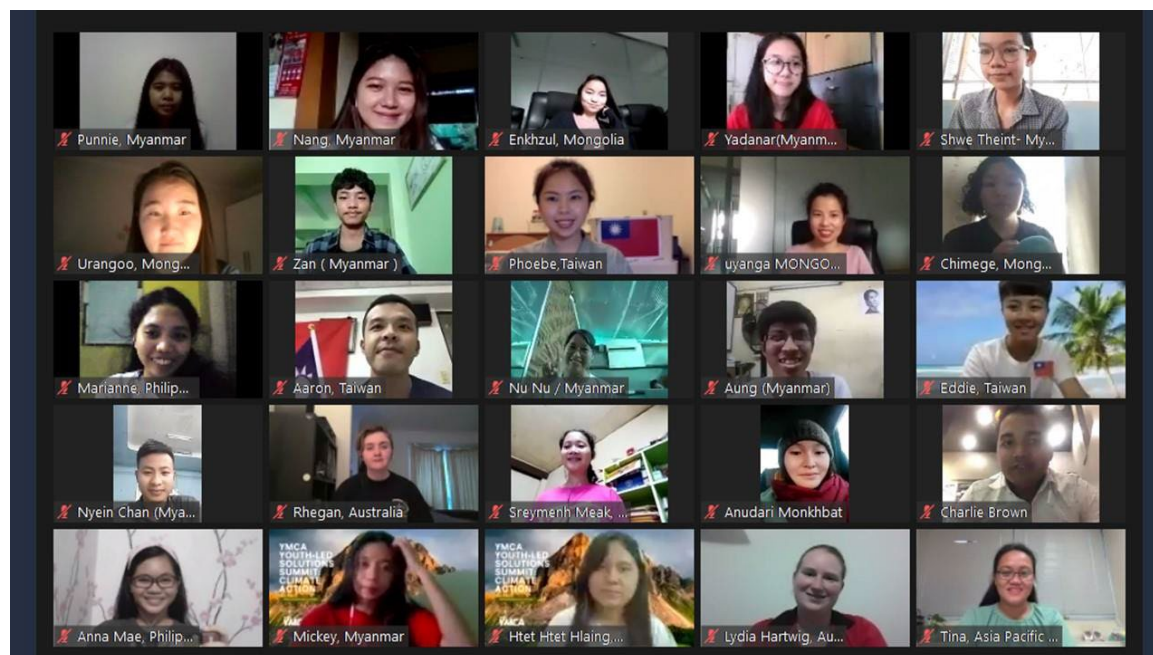 Punnie, Myanmar
Nang, Myanmar
Enkhzul, Mongolia
Yadanar(Myanm...
Shwe Theint- My...
Urangoo, Mong...
Zan ( Myanmar )
Phoebe,Taiwan
uyanga MONGO...
Chimege, Mong...
Marianne, Philip...
Aaron, Taiwan
Nu Nu / Myanmar
Aung (Myanmar)
Eddie, Taiwan
Nyein Chan (Mya...
Rhegan, Australia
Sreymenh Meak, ...
Anudari Monkhbat
Charlie Brown
YMCA
YOUTH-LED
SOLUTIONS
SUMMIT
CLIMATE
ACTION
YMCA
YOUTH-LED
SOLUTIONS
SUMMIT
CLIMATE
ACTION
Anna Mae, Philip...
Mickey, Myanmar
Htet Htet Hlaing,...
Lydia Hartwig, Au...
Tina, Asia Pacific ...